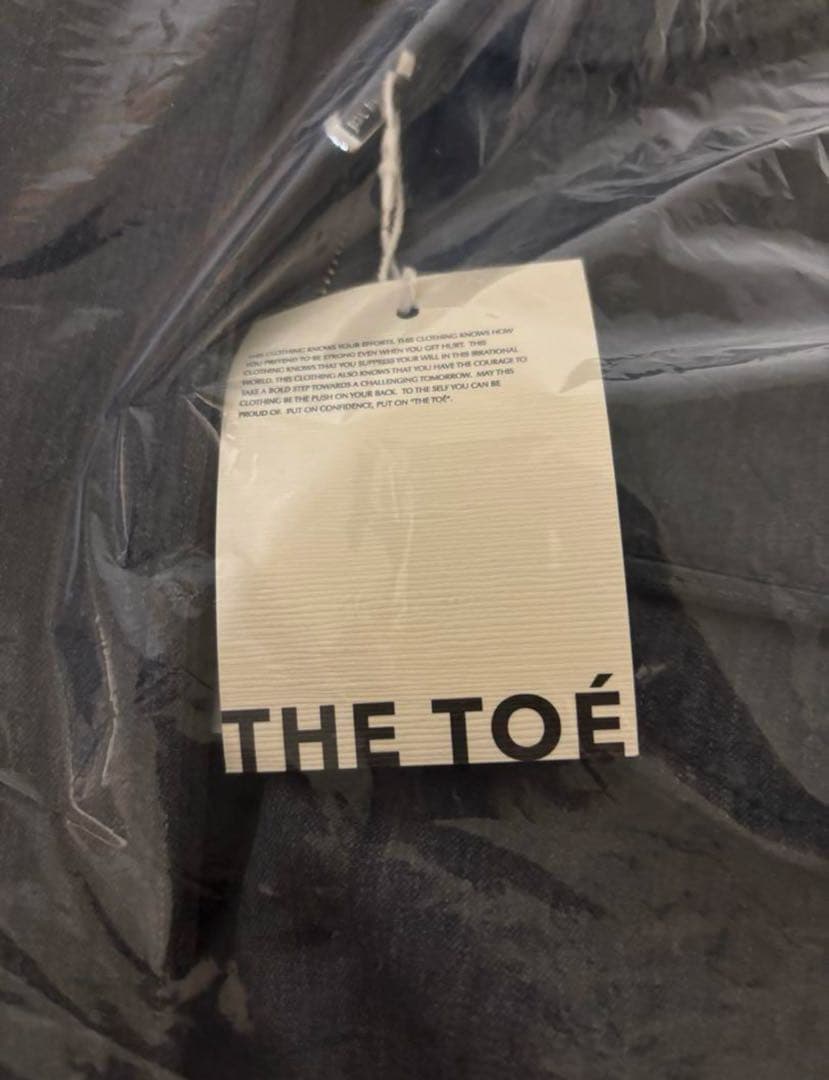 THIS CLOTHING KNOWS YOUR EFFORTS. THIS CLOTHING KNOWS HOW
YOU PRETEND TO BE STRONG EVEN WHEN YOU GET HURT. THIS
CLOTHING KNOWS THAT YOU SUPPRESS YOUR WILL IN THIS IRRATIONAL
WORLD. THIS CLOTHING ALSO KNOWS THAT YOU HAVE THE COURAGE TO
TAKE A BOLD STEP TOWARDS A CHALLENGING TOMORROW. MAY THIS
CLOTHING BE THE PUSH ON YOUR BACK. TO THE SELF YOU CAN BE
PROUD OF. PUT ON CONFIDENCE, PUT ON "THE TOÉ".
THE TOÉ